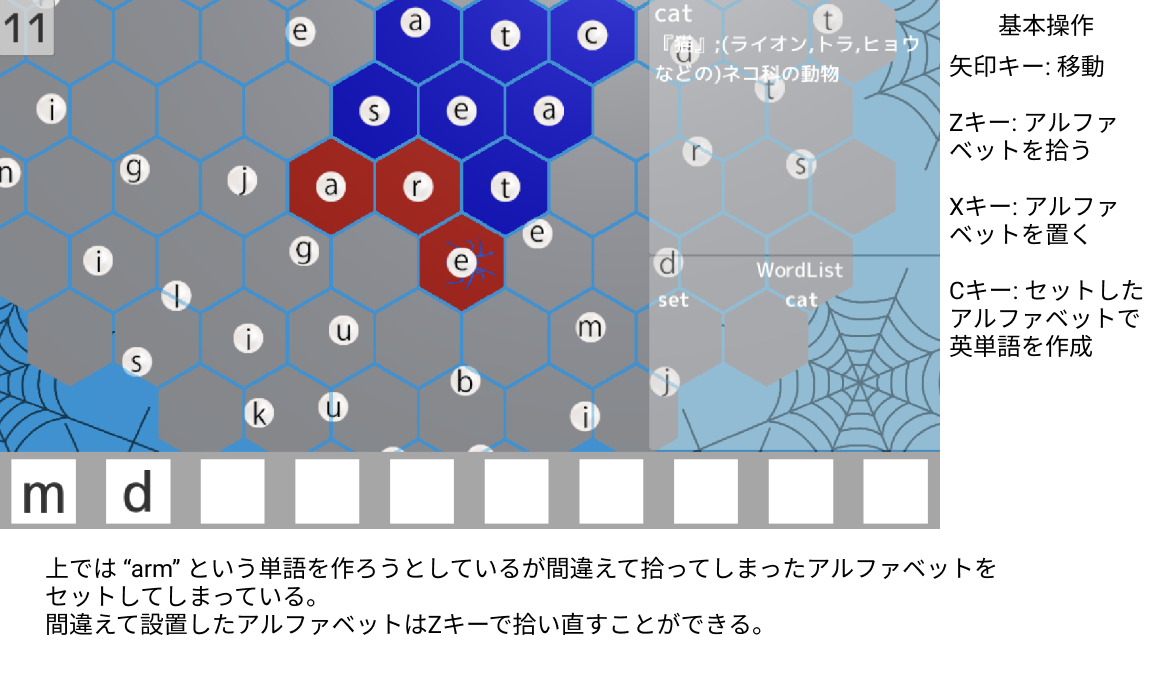 11
e
a
t
c
cat
『猫』;(ライオン,トラ,ヒョウ
などの)ネコ科の動物
t
d
t
i
s
e
a
n
g
j
a
r
t
r
s
i
g
e
e
d
WordList
set
cat
l
i
u
m
s
b
j
k
u
i
m
d
基本操作
矢印キー: 移動
Zキー: アルファ
ベットを拾う
Xキー: アルファ
ベットを置く
Cキー: セットした
アルファベットで
英単語を作成
上では “arm” という単語を作ろうとしているが間違えて拾ってしまったアルファベットを
セットしてしまっている。
間違えて設置したアルファベットはZキーで拾い直すことができる。